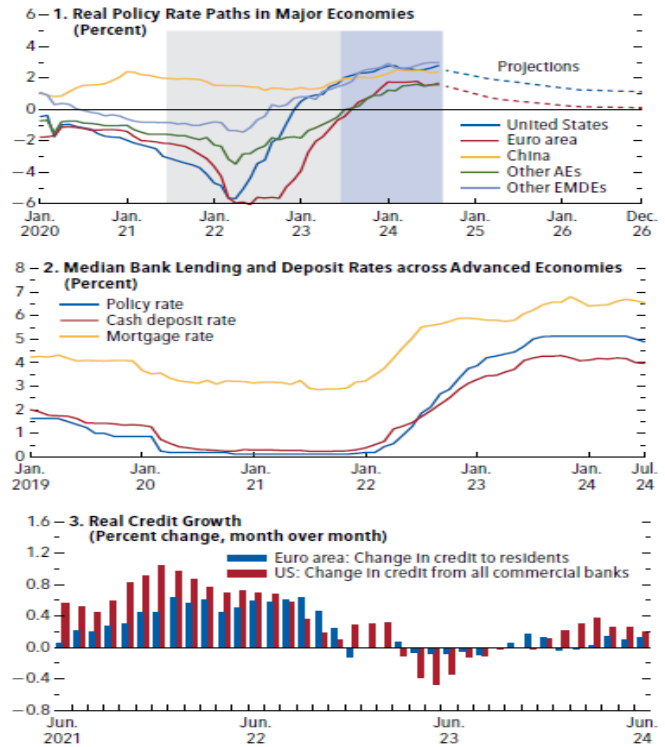 1. Real Policy Rate Paths in Major Economies
(Percent)
6
4
2
0
−2
−4
−6
Projections
United States
Euro area
China
Other AEs
Other EMDEs
Jan. Jan. Jan. Jan. Jan. Jan. Jan. Dec.
2020 21 22 23 24 25 26 26
2. Median Bank Lending and Deposit Rates across Advanced Economies
(Percent)
8
7
6
5
4
3
2
1
0
Policy rate
Cash deposit rate
Mortgage rate
Jan. Jan. Jan. Jan. Jan. Jan. Jul.
2019 20 21 22 23 24 24
3. Real Credit Growth
(Percent change, month over month)
1.6
1.2
0.8
0.4
0.0
−0.4
−0.8
Euro area: Change in credit to residents
US: Change in credit from all commercial banks
Jun. Jun. Jun. Jun.
2021 22 23 24